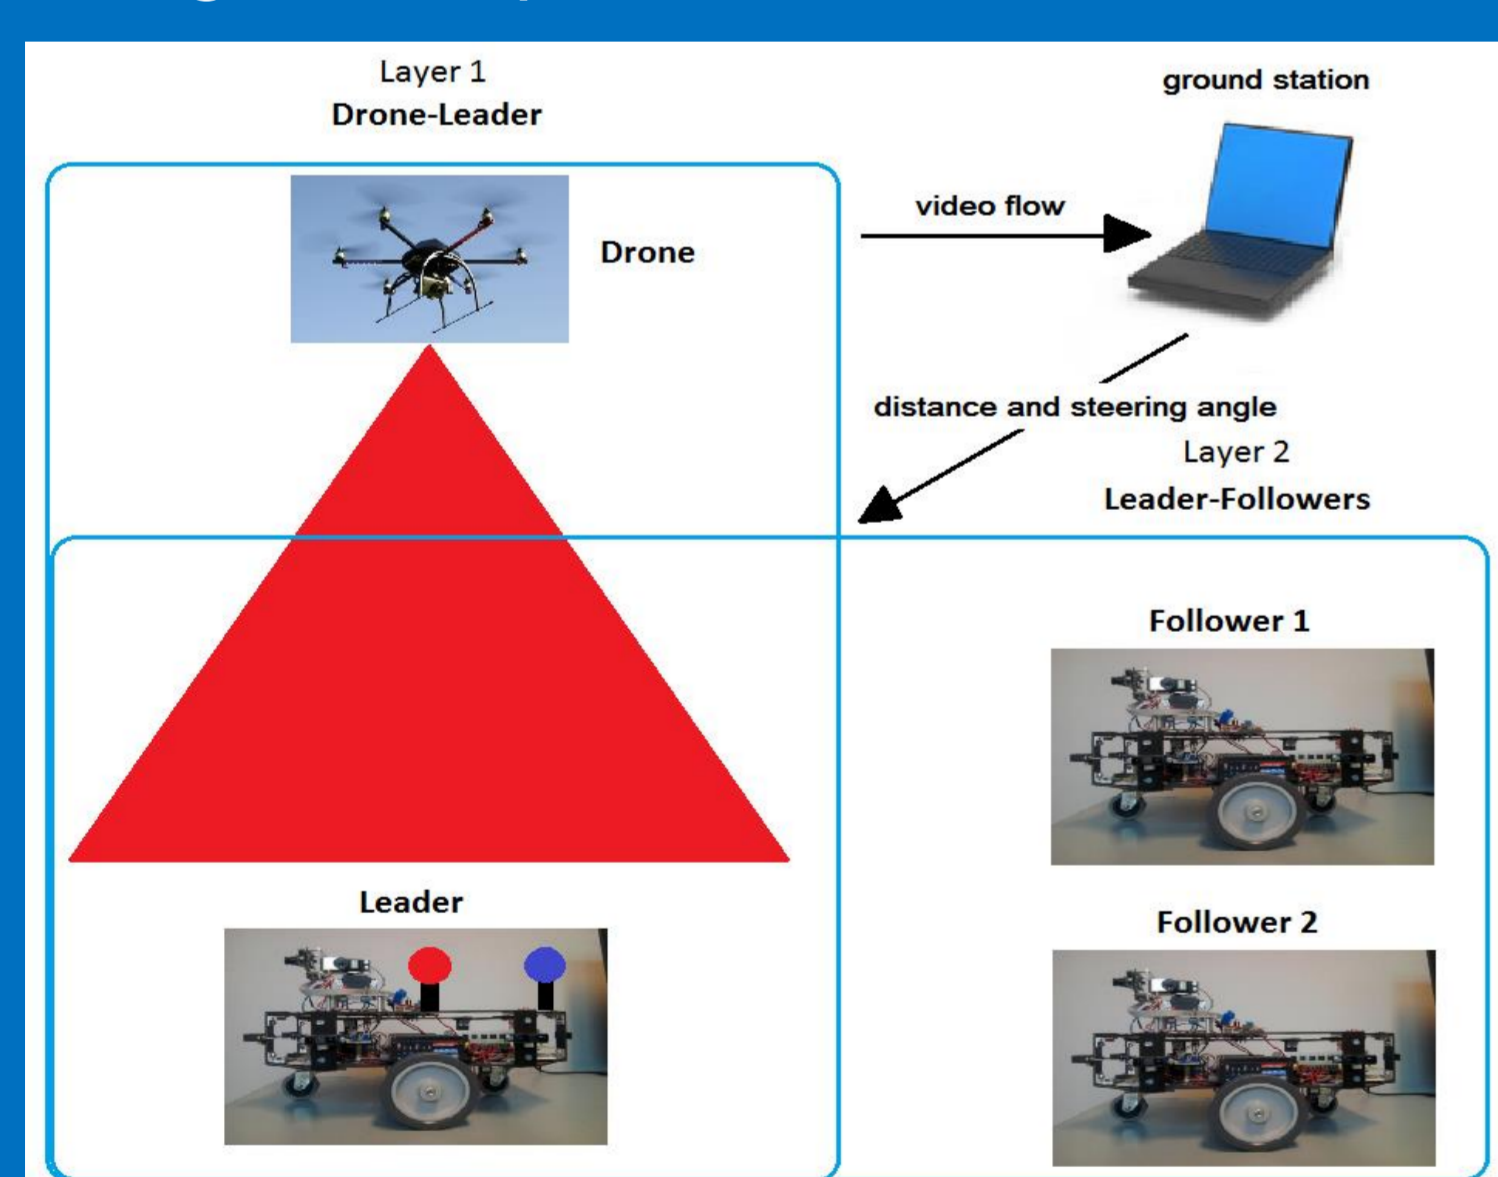 Layer 1
Drone-Leader
ground station
video flow
Drone
distance and steering angle
Layer 2
Leader-Followers
Follower 1
Leader
Follower 2